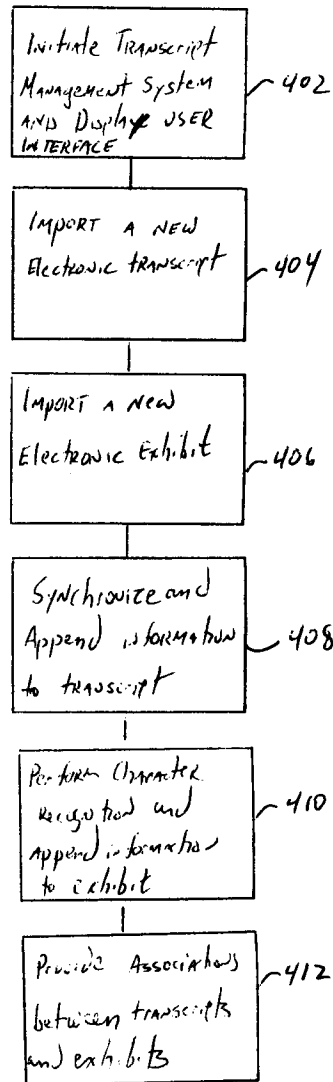 Initiate Transcript
Management System
AND Display USER
INTERFACE
402
IMPORT A NEW
Electronic transcript
404
IMPORT A NEW
Electronic Exhibit
406
Synchronize and
Append information
to transcript
408
Perform Character
Recognition and
Append information
to exhibit
410
Provide Associations
between transcripts
and exhibits
412